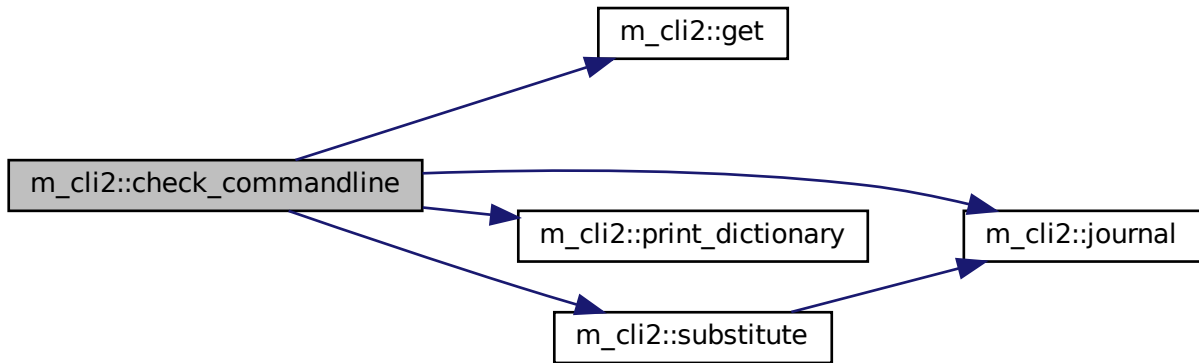 m_cli2::get
m_cli2::check_commandline
m_cli2::print_dictionary
m_cli2::journal
m_cli2::substitute